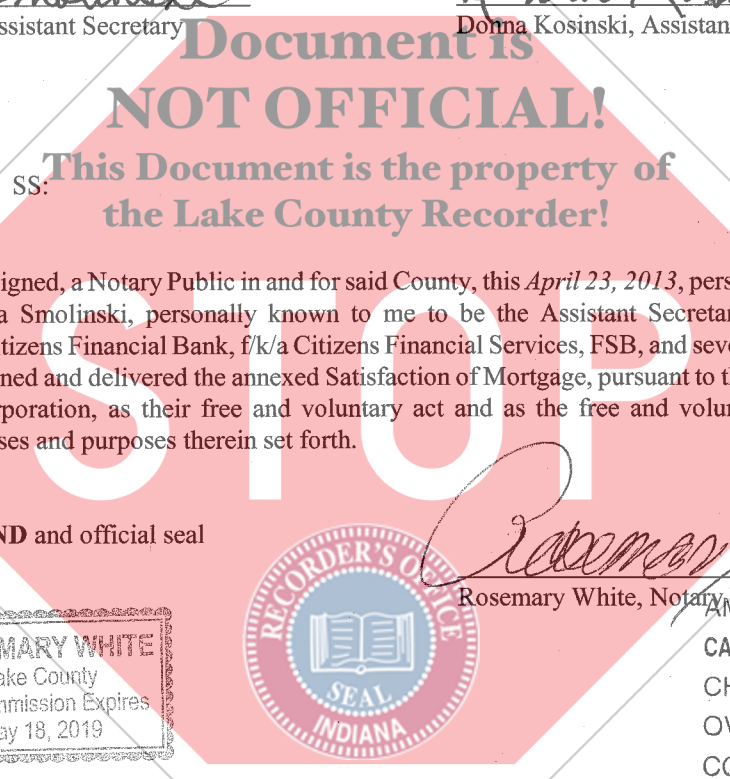 ssistant Secretary
Donna Kosinski, Assistan
Document is
NOT OFFICIAL!
This Document is the property of
the Lake County Recorder!
SS:
igned, a Notary Public in and for said County, this April 23, 2013, pers
a Smolinski, personally known to me to be the Assistant Secretar
tizens Financial Bank, f/k/a Citizens Financial Services, FSB, and seve
ned and delivered the annexed Satisfaction of Mortgage, pursuant to th
rporation, as their free and voluntary act and as the free and volun
ses and purposes therein set forth.
STOP
ND and official seal
Rosemary
Rosemary White, Notary
RECORDER'S OFFICE
SEAL
INDIANA
MARY WHITE
ake County
mmission Expires
ay 18, 2019
AM
CA
CH
OV
CO